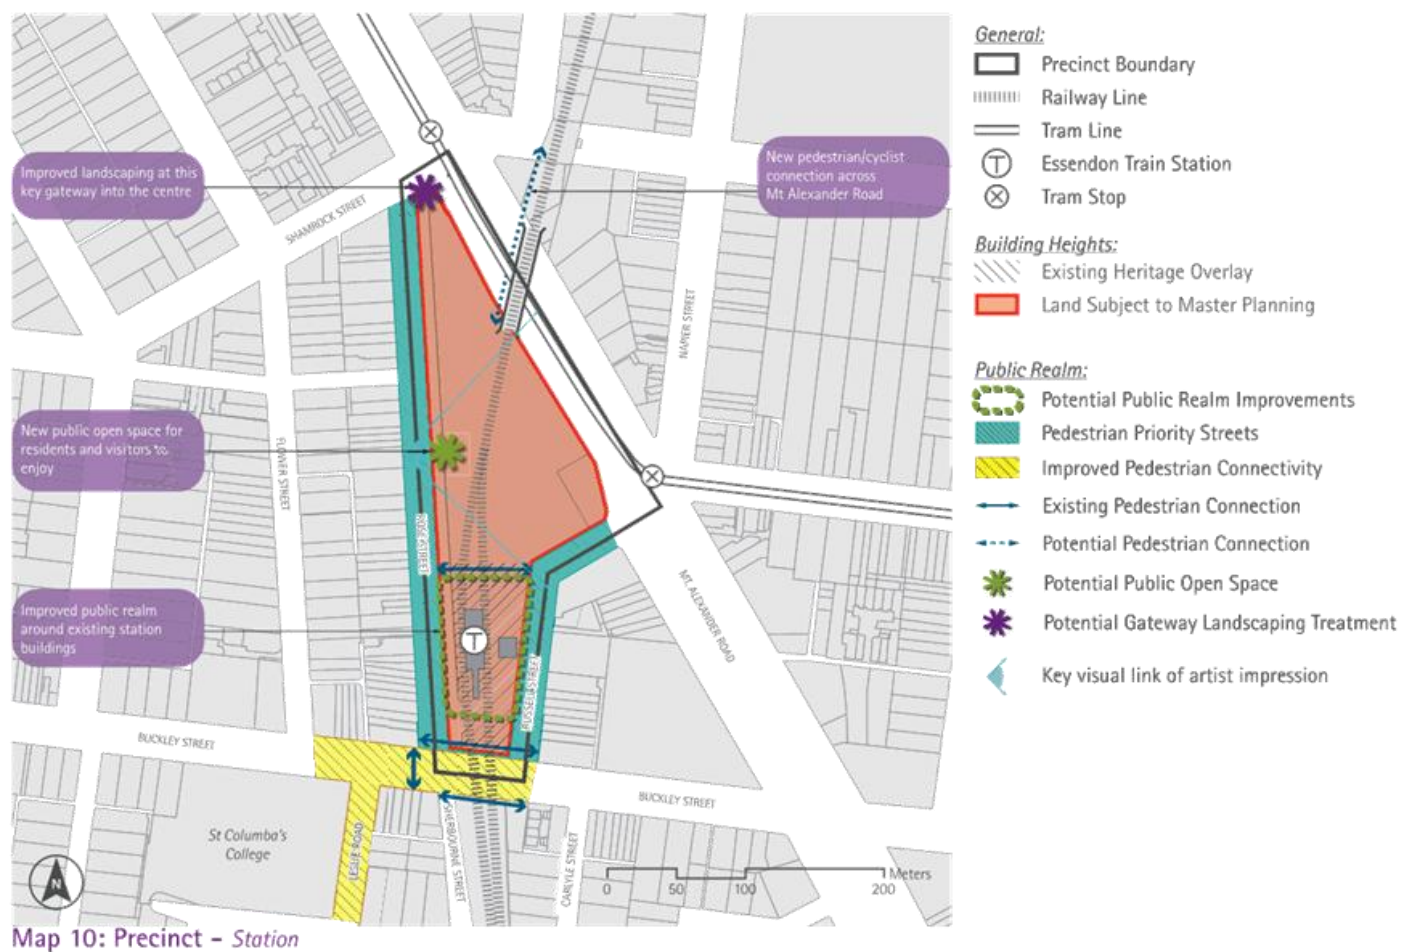 General:
Precinct Boundary
Railway Line
Tram Line
T
Essendon Train Station
Tram Stop
Building Heights:
Existing Heritage Overlay
Land Subject to Master Planning
Public Realm:
Potential Public Realm Improvements
Pedestrian Priority Streets
Improved Pedestrian Connectivity
Existing Pedestrian Connection
Potential Pedestrian Connection
Potential Public Open Space
Potential Gateway Landscaping Treatment
Key visual link of artist impression
Improved landscaping at this
key gateway into the centre
New pedestrian/cyclist
connection across
Mt Alexander Road
SHAMROCK STREET
NAPIER STREET
New public open space for
residents and visitors to
enjoy
FLOWER STREET
ROSE STREET
MT. ALEXANDER ROAD
Improved public realm
around existing station
buildings
T
RUSSELL STREET
BUCKLEY STREET
BUCKLEY STREET
St Columba's
College
LESLIE ROAD
SHERBOURNE STREET
CARLYLE STREET
N
Meters
0 50 100 200
Map 10: Precinct - Station